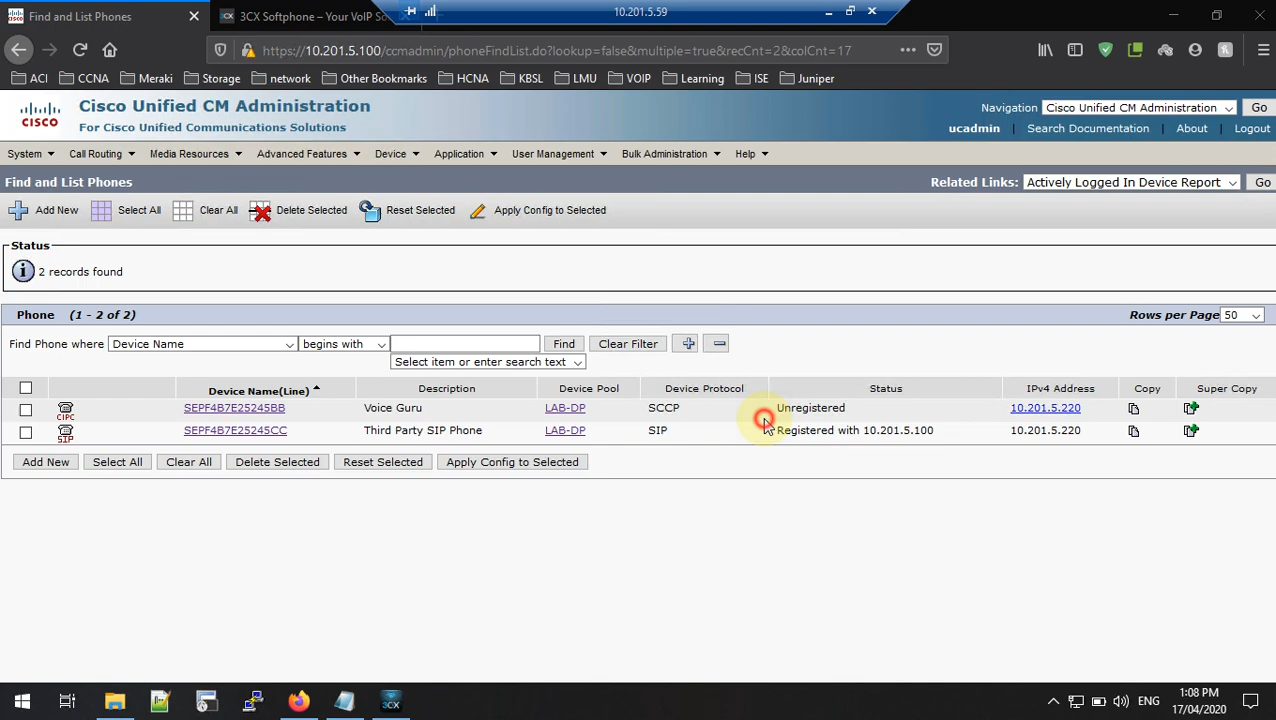 Find and List Phones
3CX Softphone – Your VoIP So
10.201.5.59
https://10.201.5.100/ccmadmin/phoneFindList.do?lookup=false&multiple=true&recCnt=2&colCnt=17
ACI CCNA Meraki Storage network Other Bookmarks HCNA KBSL LMU VOIP Learning ISE Juniper
Cisco Unified CM Administration
For Cisco Unified Communications Solutions
CISCO
Navigation Cisco Unified CM Administration Go
ucadmin | Search Documentation | About | Logout
System Call Routing Media Resources Advanced Features Device Application User Management Bulk Administration Help
Find and List Phones
Related Links: Actively Logged In Device Report Go
Add New Select All Clear All Delete Selected Reset Selected Apply Config to Selected
Status
2 records found
Phone (1 - 2 of 2)
Rows per Page 50
Find Phone where Device Name begins with Find Clear Filter
Select item or enter search text
Device Name(Line) Description Device Pool Device Protocol Status IPv4 Address Copy Super Copy
CIPC SEPF4B7E25245BB Voice Guru LAB-DP SCCP Unregistered 10.201.5.220
SIP SEPF4B7E25245CC Third Party SIP Phone LAB-DP SIP Registered with 10.201.5.100 10.201.5.220
Add New Select All Clear All Delete Selected Reset Selected Apply Config to Selected
3CX
ENG
1:08 PM
17/04/2020